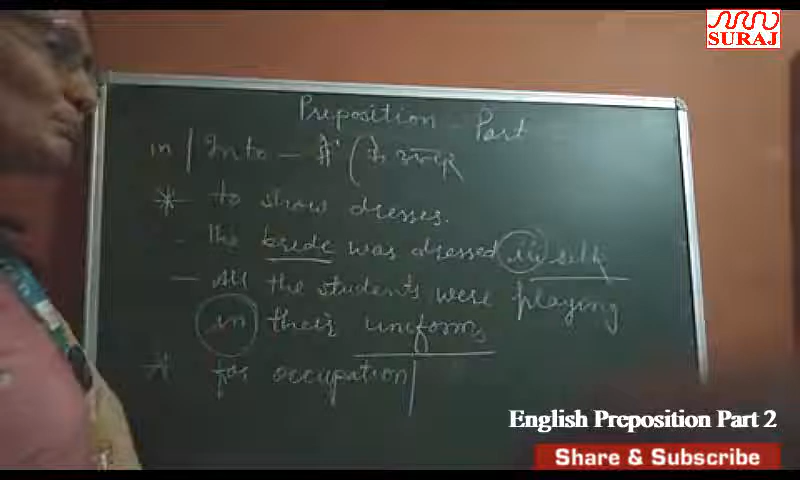 SURAJ
Preposition - Part
in / Into - में (के अन्दर
* - to show dresses.
- The bride was dressed in silk
- All the students were playing
in their uniforms
* for occupation
English Preposition Part 2
Share & Subscribe